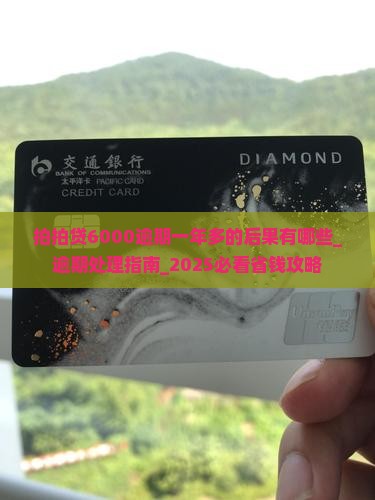 交通銀行
DIAMOND
BANK OF COMMUNICATIONS
太平洋卡 PACIFIC CARD
CREDIT CARD
拍拍贷6000逾期一年多的后果有哪些_
逾期处理指南_2025必看省钱攻略
UnionPay